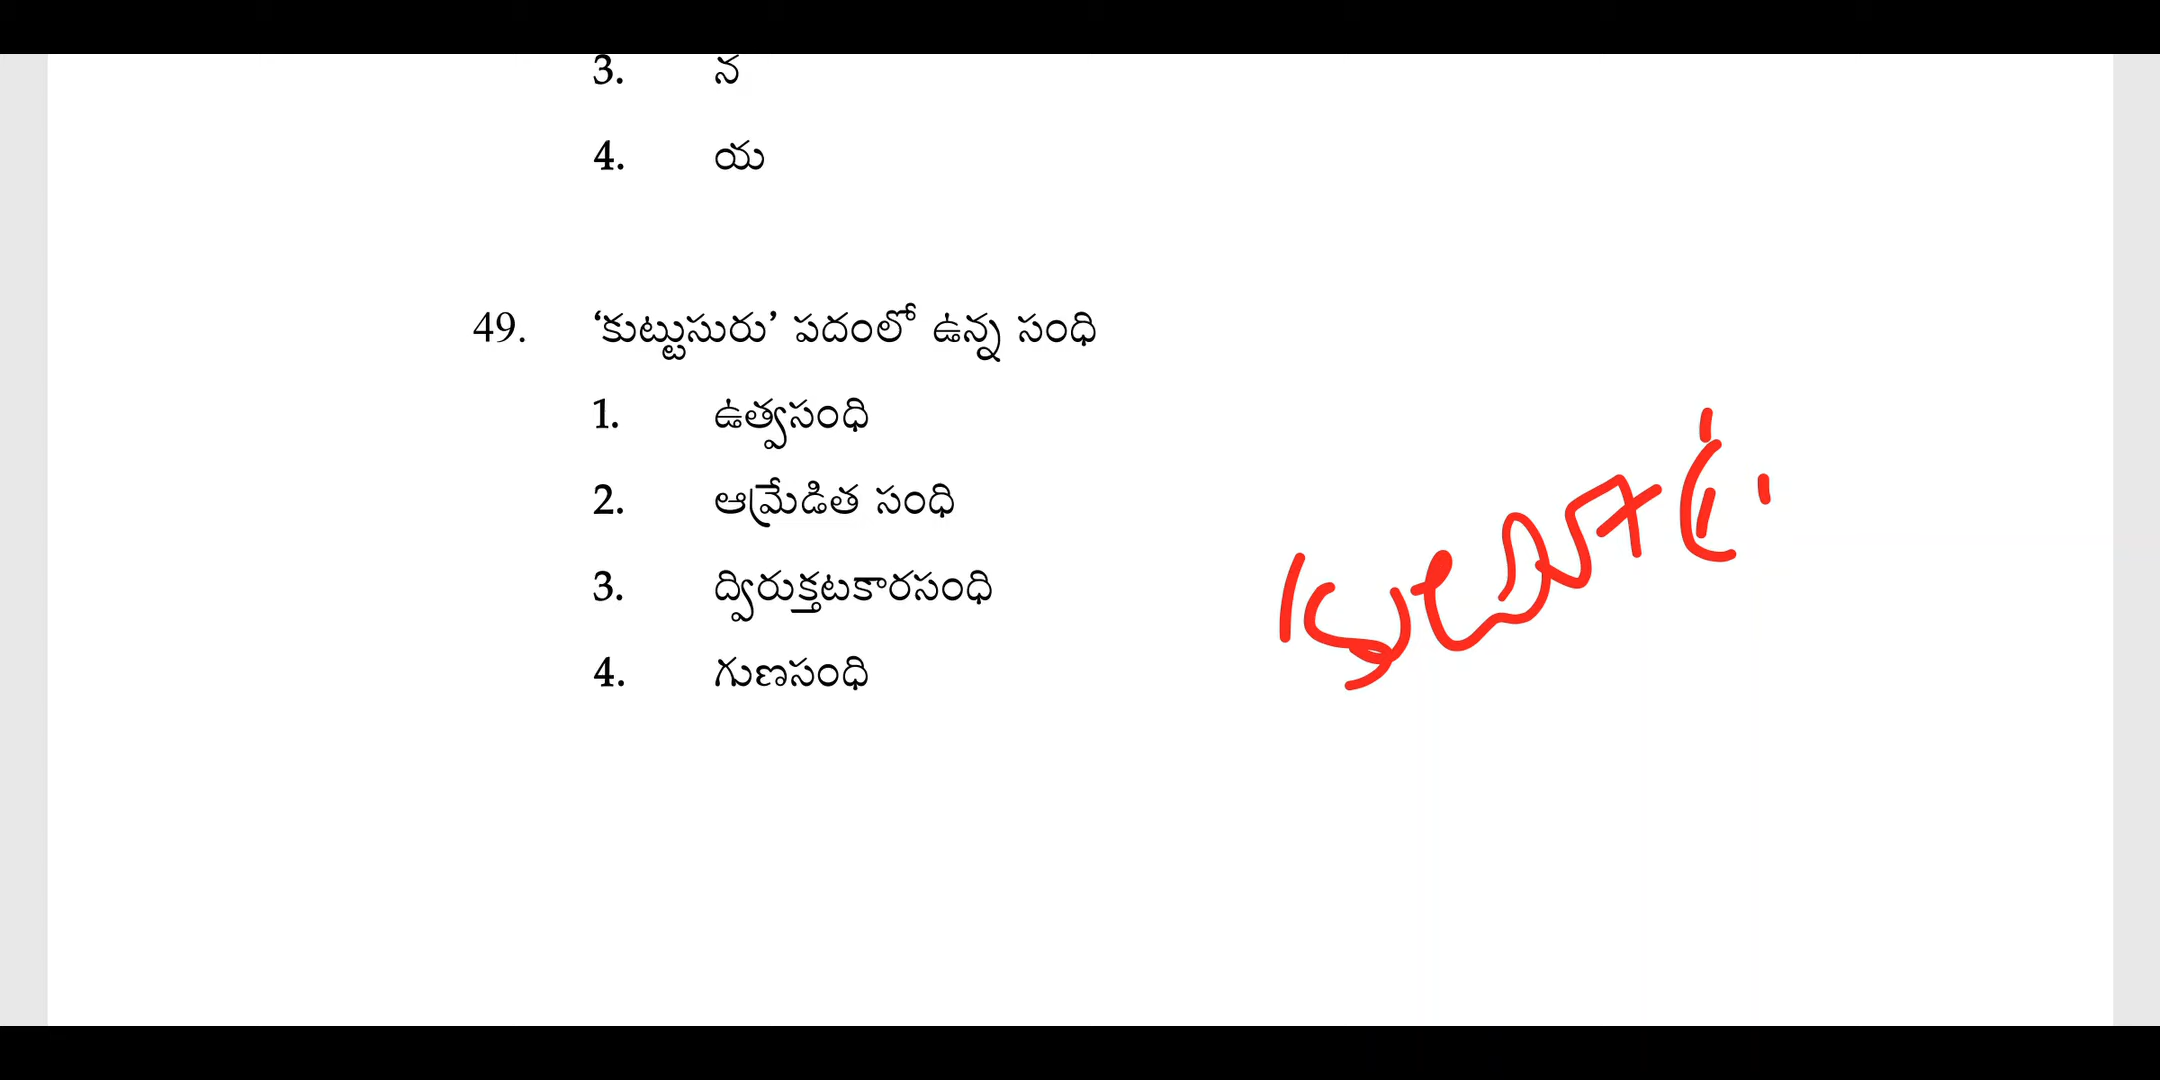 3. న
4. య
49. ‘కుట్టుసురు’ పదంలో ఉన్న సంధి
1. ఉత్వసంధి
2. ఆమ్రేడిత సంధి
3. ద్విరుక్తటకారసంధి
4. గుణసంధి